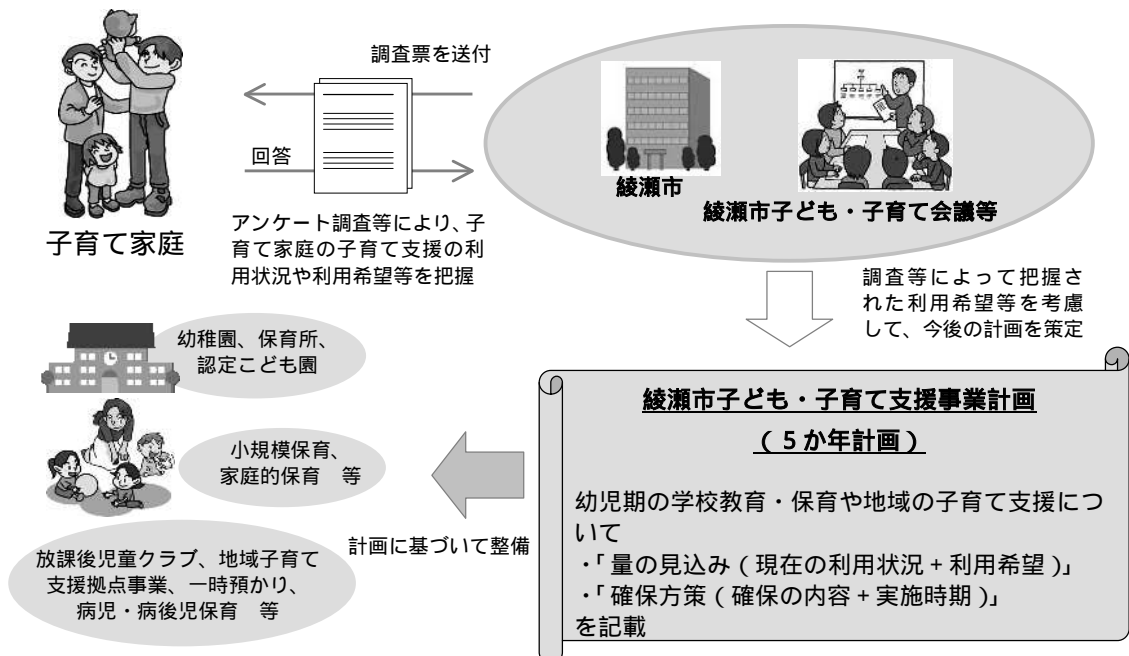 調査票を送付
回答
綾瀬市
綾瀬市子ども・子育て会議等
子育て家庭
アンケート調査等により、子
育て家庭の子育て支援の利
用状況や利用希望等を把握
調査等によって把握さ
れた利用希望等を考慮
して、今後の計画を策定
綾瀬市子ども・子育て支援事業計画
(5か年計画)
幼児期の学校教育・保育や地域の子育て支援につ
いて
・「量の見込み(現在の利用状況+利用希望)」
・「確保方策(確保の内容+実施時期)」
を記載
計画に基づいて整備
幼稚園、保育所、
認定こども園
小規模保育、
家庭的保育 等
放課後児童クラブ、地域子育て
支援拠点事業、一時預かり、
病児・病後児保育 等